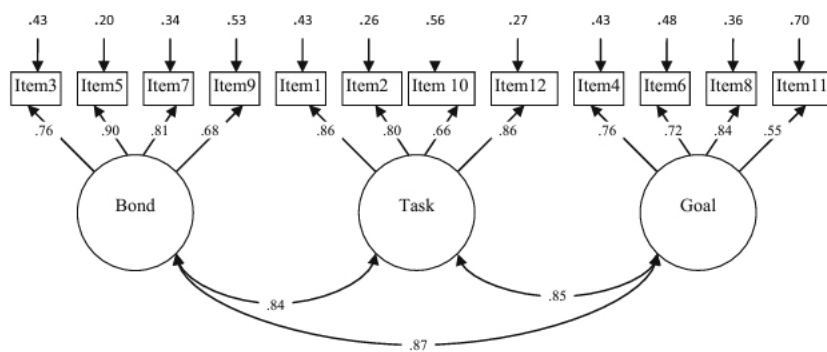 .43 .20 .34 .53 .43 .26 .56 .27 .43 .48 .36 .70
Item3 Item5 Item7 Item9 Item1 Item2 Item 10 Item12 Item4 Item6 Item8 Item11
.76 .90 .81 .68 .86 .80 .66 .86 .76 .72 .84 .55
Bond Task Goal
.84 .85
.87